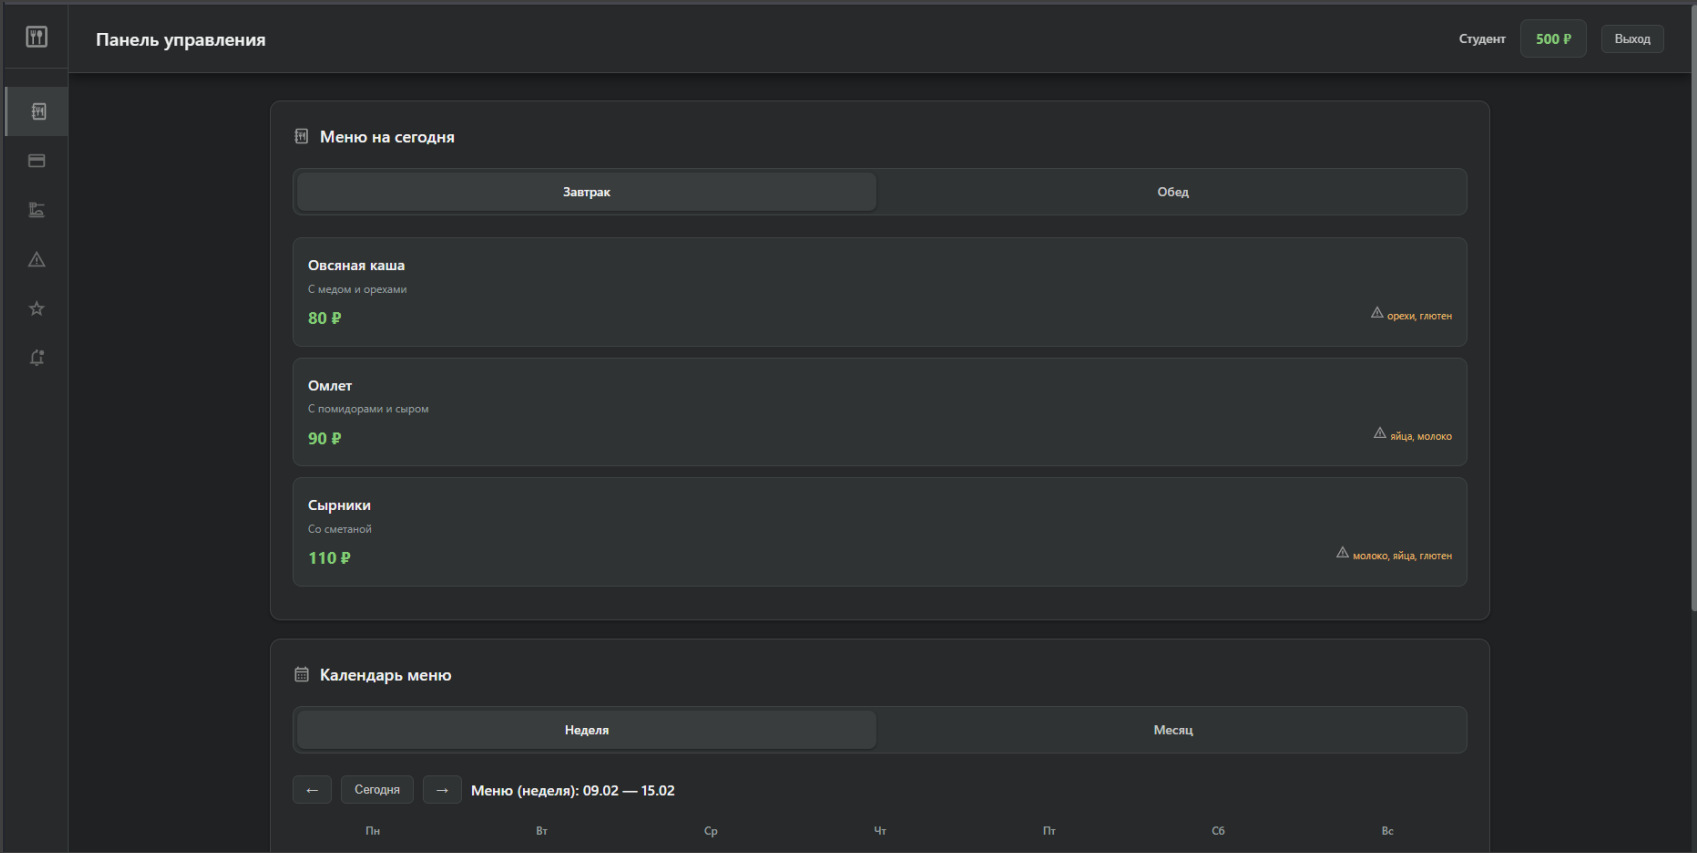 Панель управления
Студент
500 ₽
Выход
Меню на сегодня
Завтрак
Обед
Овсяная каша
С медом и орехами
80 ₽
орехи, глютен
Омлет
С помидорами и сыром
90 ₽
яйца, молоко
Сырники
Со сметаной
110 ₽
молоко, яйца, глютен
Календарь меню
Неделя
Месяц
←
Сегодня
→
Меню (неделя): 09.02 — 15.02
Пн Вт Ср Чт Пт Сб Вс